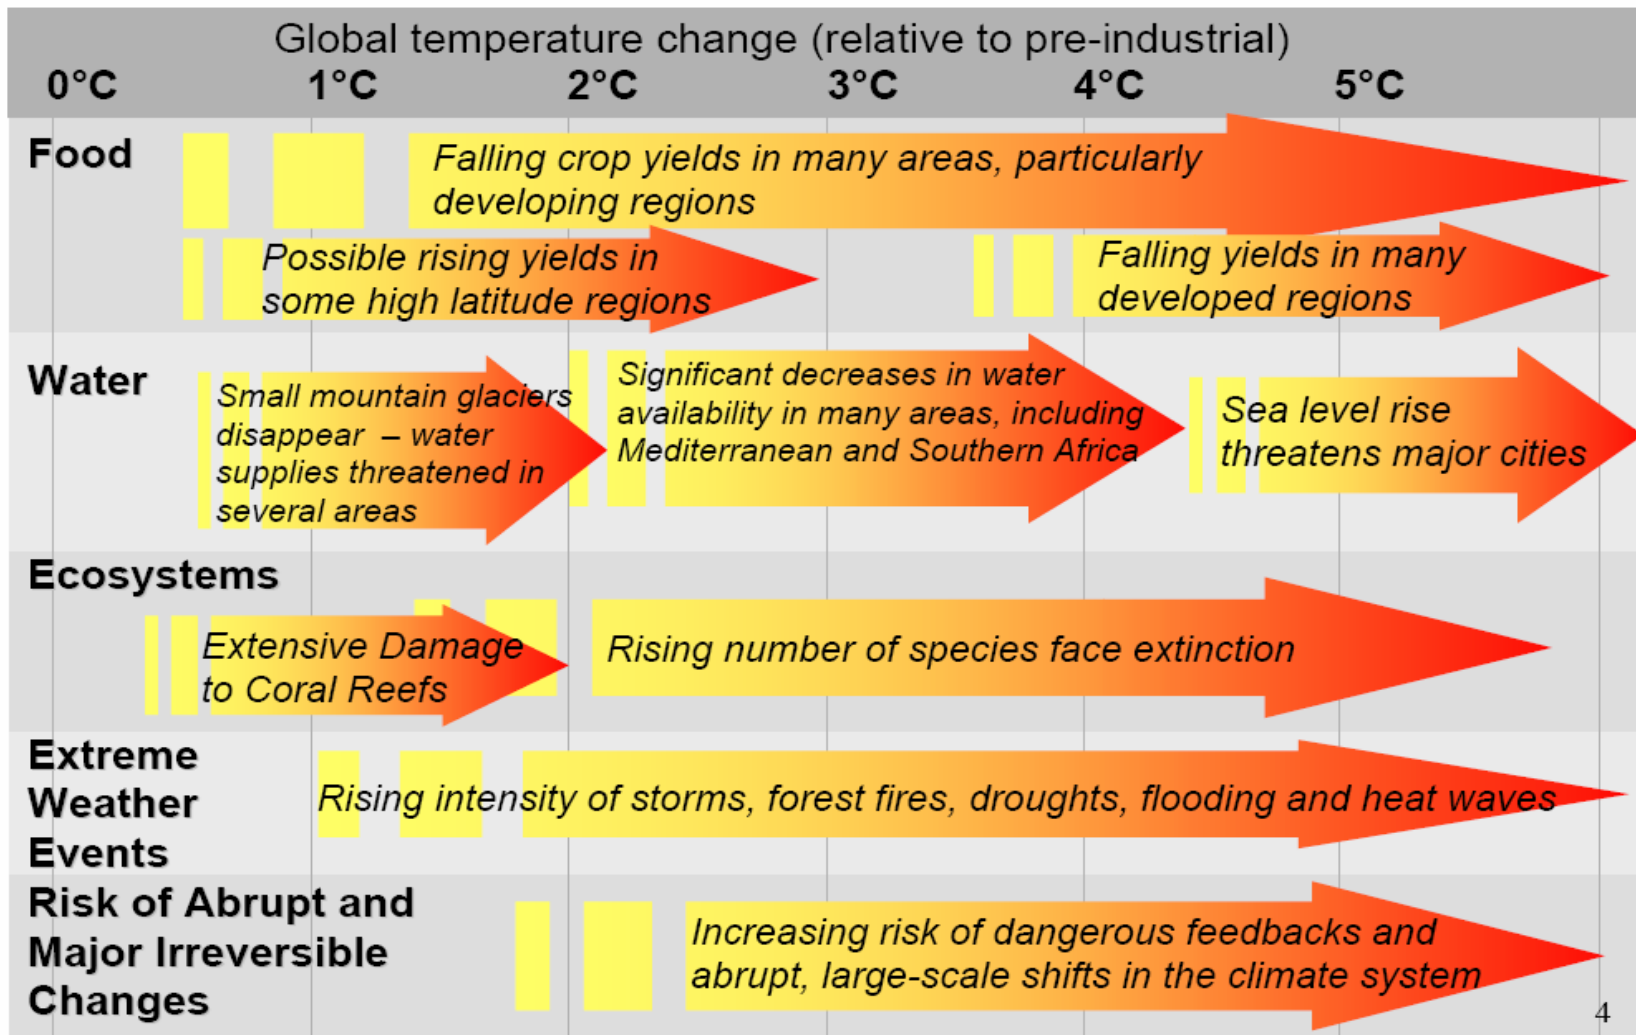 Global temperature change (relative to pre-industrial)
0°C 1°C 2°C 3°C 4°C 5°C
Food
Falling crop yields in many areas, particularly
developing regions
Possible rising yields in
some high latitude regions
Falling yields in many
developed regions
Water
Small mountain glaciers
disappear – water
supplies threatened in
several areas
Significant decreases in water
availability in many areas, including
Mediterranean and Southern Africa
Sea level rise
threatens major cities
Ecosystems
Extensive Damage
to Coral Reefs
Rising number of species face extinction
Extreme
Weather
Events
Rising intensity of storms, forest fires, droughts, flooding and heat waves
Risk of Abrupt and
Major Irreversible
Changes
Increasing risk of dangerous feedbacks and
abrupt, large-scale shifts in the climate system
4